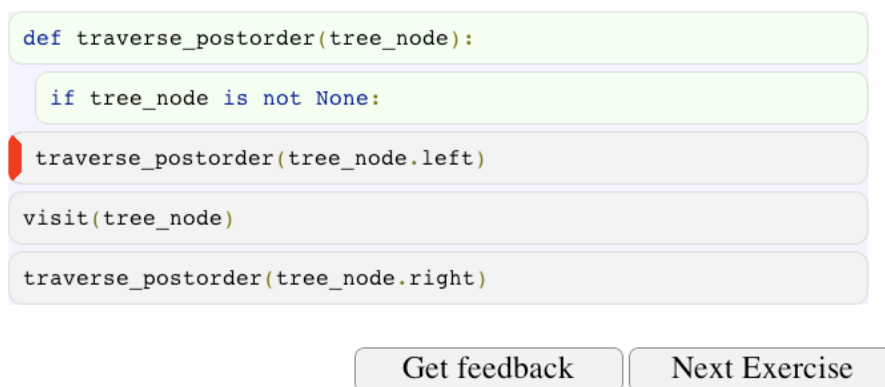 def traverse_postorder(tree_node):
if tree_node is not None:
traverse_postorder(tree_node.left)
visit(tree_node)
traverse_postorder(tree_node.right)
Get feedback Next Exercise